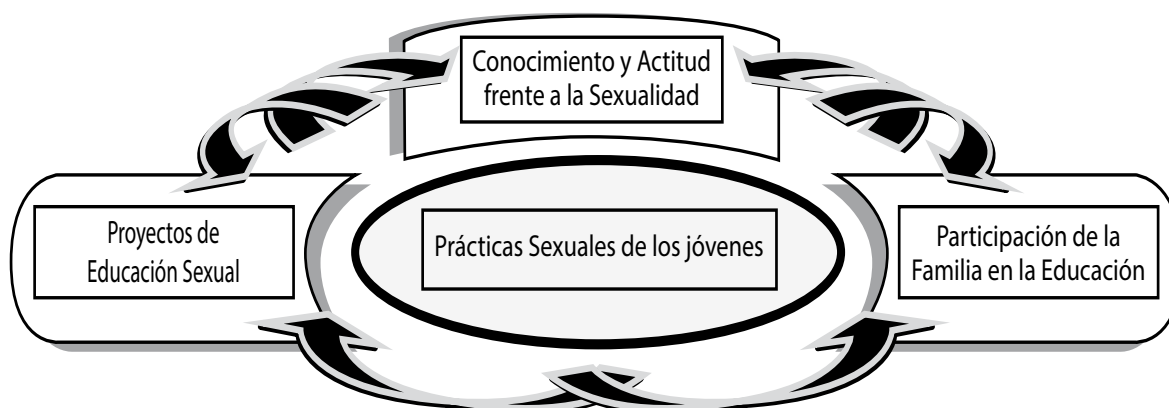 Conocimiento y Actitud
frente a la Sexualidad
Proyectos de
Educación Sexual
Prácticas Sexuales de los jóvenes
Participación de la
Familia en la Educación